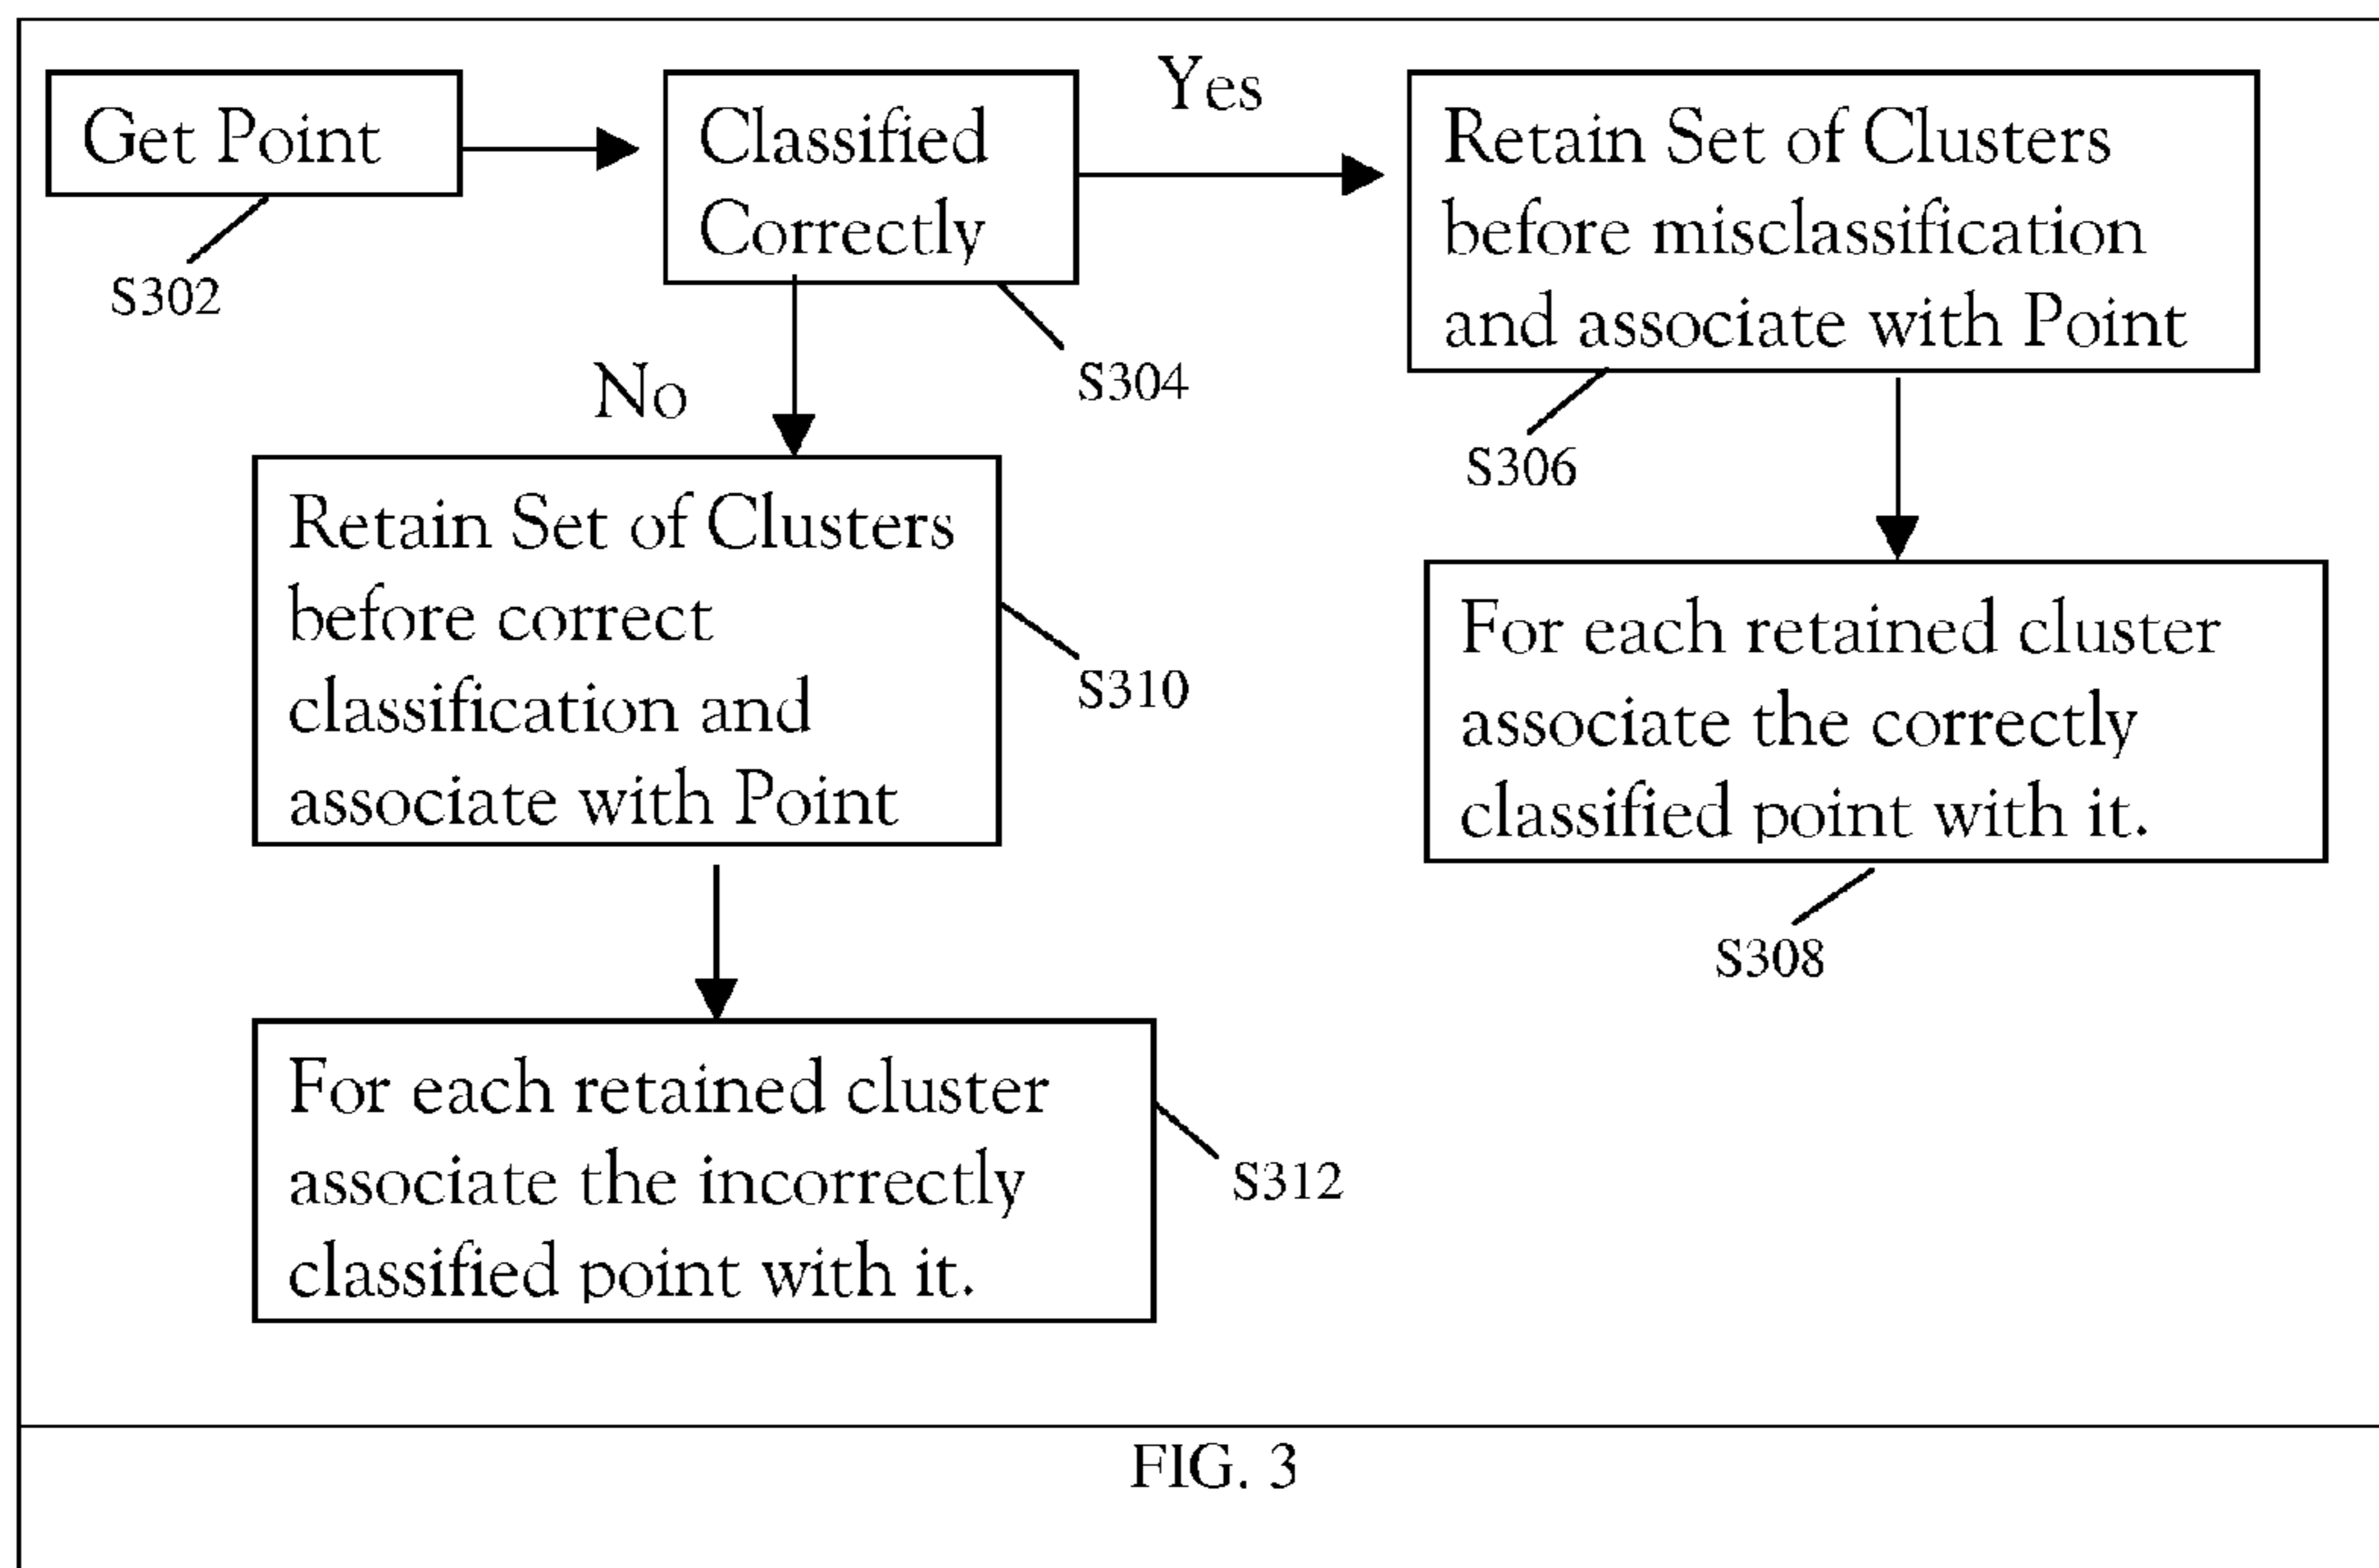 Get Point
S302
Classified
Correctly
S304
Yes
Retain Set of Clusters
before misclassification
and associate with Point
S306
No
Retain Set of Clusters
before correct
classification and
associate with Point
S310
For each retained cluster
associate the correctly
classified point with it.
S308
For each retained cluster
associate the incorrectly
classified point with it.
S312
FIG. 3